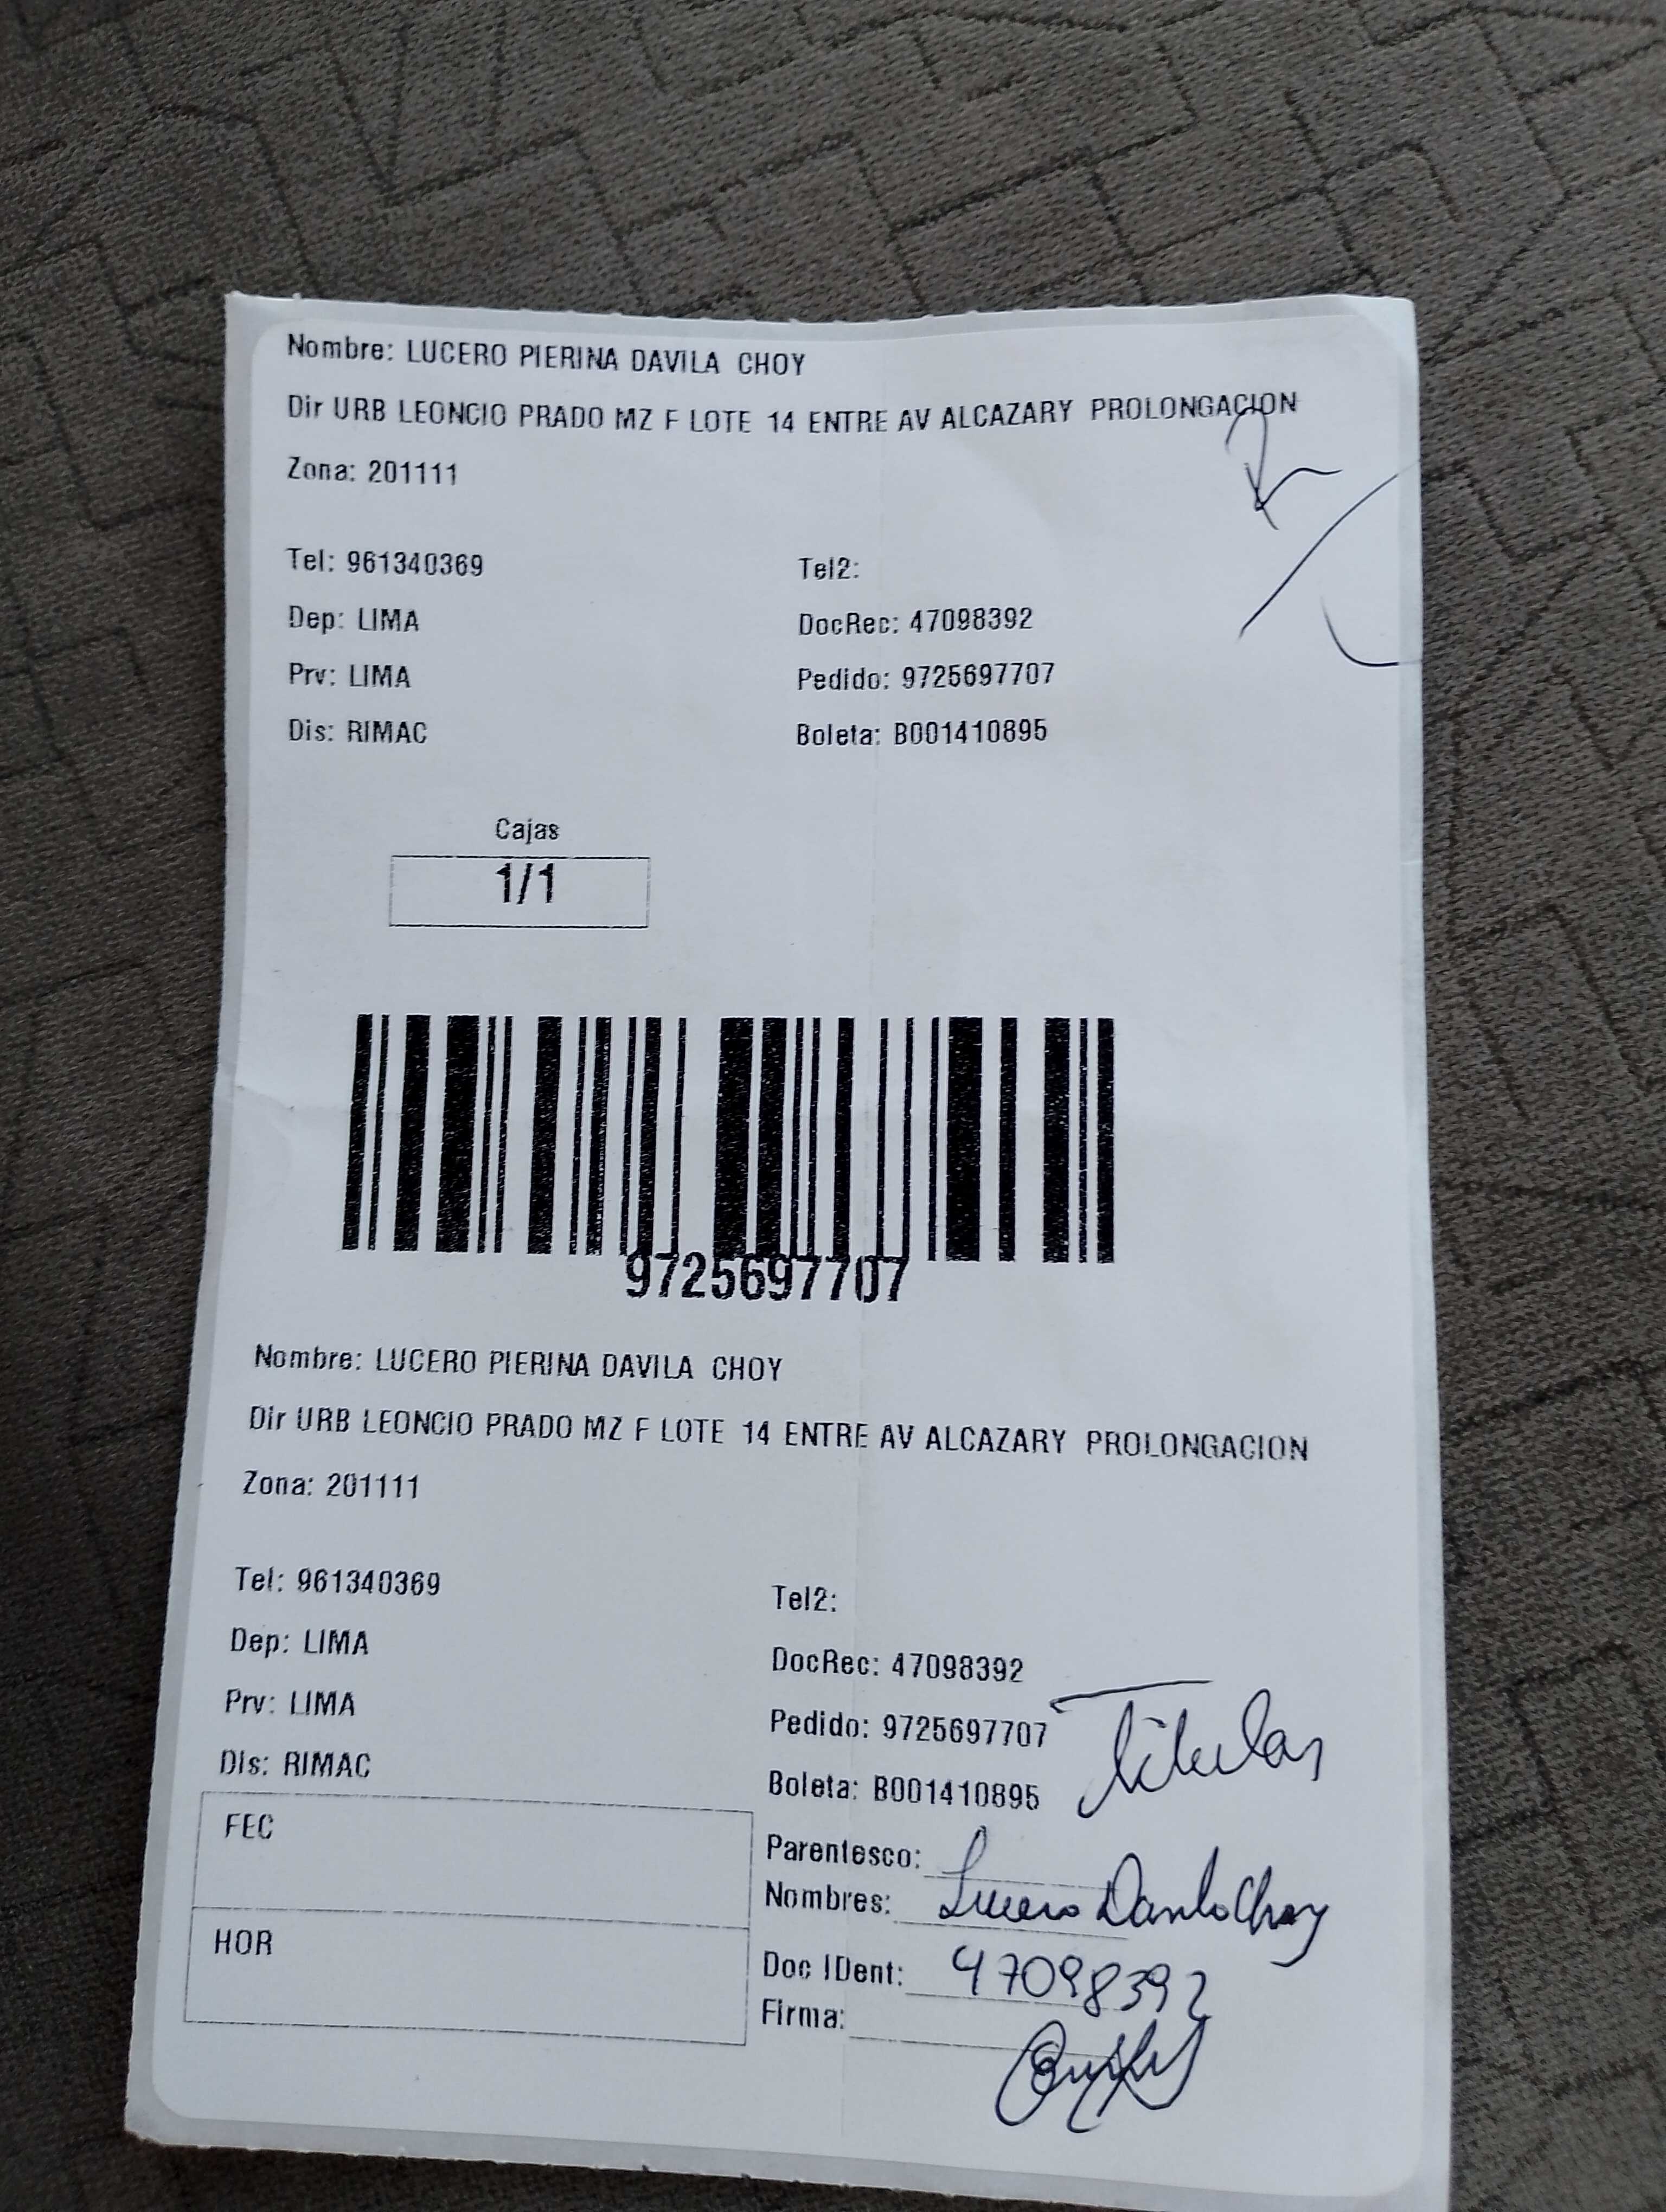 Nombre: LUCERO PIERINA DAVILA CHOY
Dir URB LEONCIO PRADO MZ F LOTE 14 ENTRE AV ALCAZARY PROLONGACION
Zona: 201111
Tel: 961340369 Tel2:
Dep: LIMA DocRec: 47098392
Prv: LIMA Pedido: 9725697707
Dis: RIMAC Boleta: B001410895
Cajas
1/1
9725697707
Nombre: LUCERO PIERINA DAVILA CHOY
Dir URB LEONCIO PRADO MZ F LOTE 14 ENTRE AV ALCAZARY PROLONGACION
Zona: 201111
Tel: 961340369 Tel2:
Dep: LIMA DocRec: 47098392
Prv: LIMA Pedido: 9725697707
Dis: RIMAC Boleta: B001410895
Titular
FEC Parentesco:
Nombres: Lucero Davila Choy
HOR Doc IDent: 47098392
Firma: